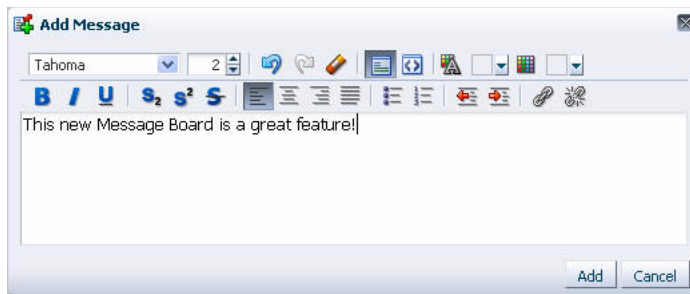 Add Message
Tahoma 2
B I U S₂ S² S
This new Message Board is a great feature!
Add Cancel